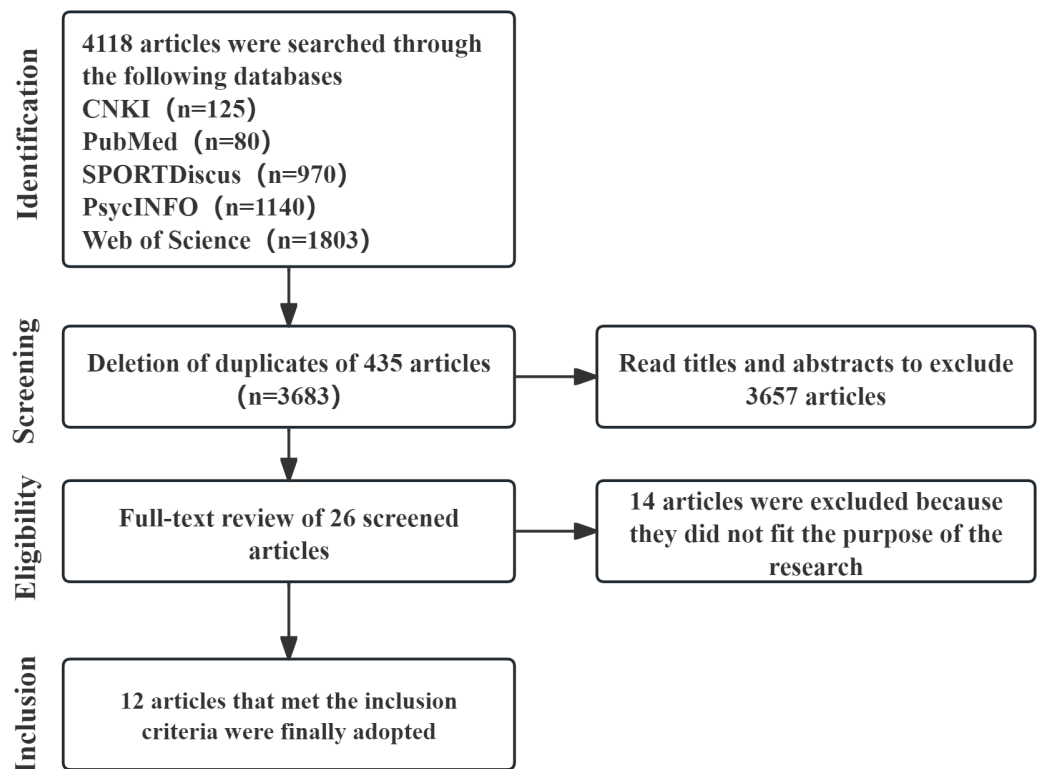 Identification
4118 articles were searched through
the following databases
CNKI（n=125）
PubMed（n=80）
SPORTDiscus（n=970）
PsycINFO（n=1140）
Web of Science（n=1803）
Screening
Deletion of duplicates of 435 articles
（n=3683）
Read titles and abstracts to exclude
3657 articles
Eligibility
Full-text review of 26 screened
articles
14 articles were excluded because
they did not fit the purpose of the
research
Inclusion
12 articles that met the inclusion
criteria were finally adopted